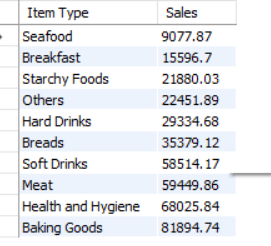 Item Type Sales
Seafood 9077.87
Breakfast 15596.7
Starchy Foods 21880.03
Others 22451.89
Hard Drinks 29334.68
Breads 35379.12
Soft Drinks 58514.17
Meat 59449.86
Health and Hygiene 68025.84
Baking Goods 81894.74